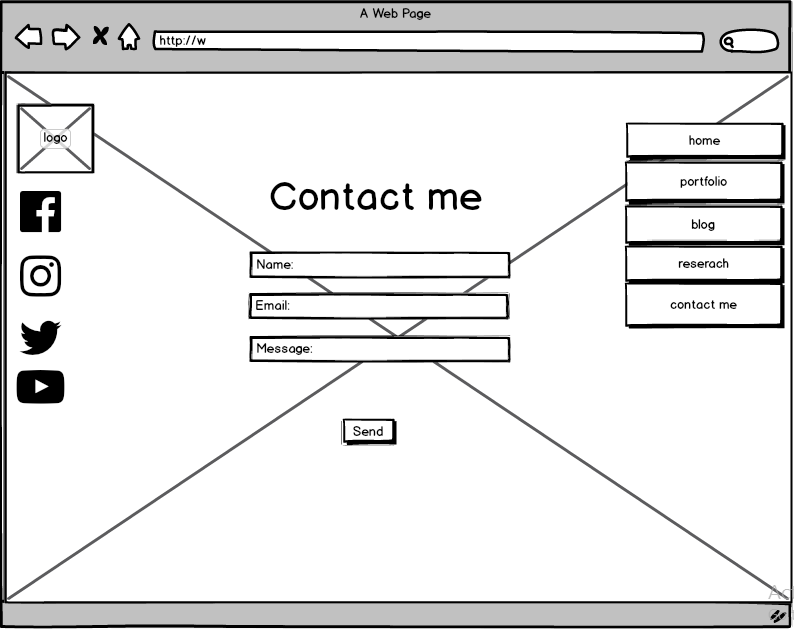 A Web Page
http://w
logo
home
portfolio
blog
reserach
contact me
Contact me
Name:
Email:
Message:
Send